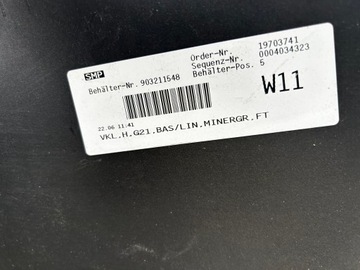 SMP
Order-Nr. 19703741
Sequenz-Nr. 0004034323
Behälter-Nr. 903211548 Behälter-Pos. 5
W11
22.06 11:41
VKL.H.G21.BAS/LIN.MINERGR.FT